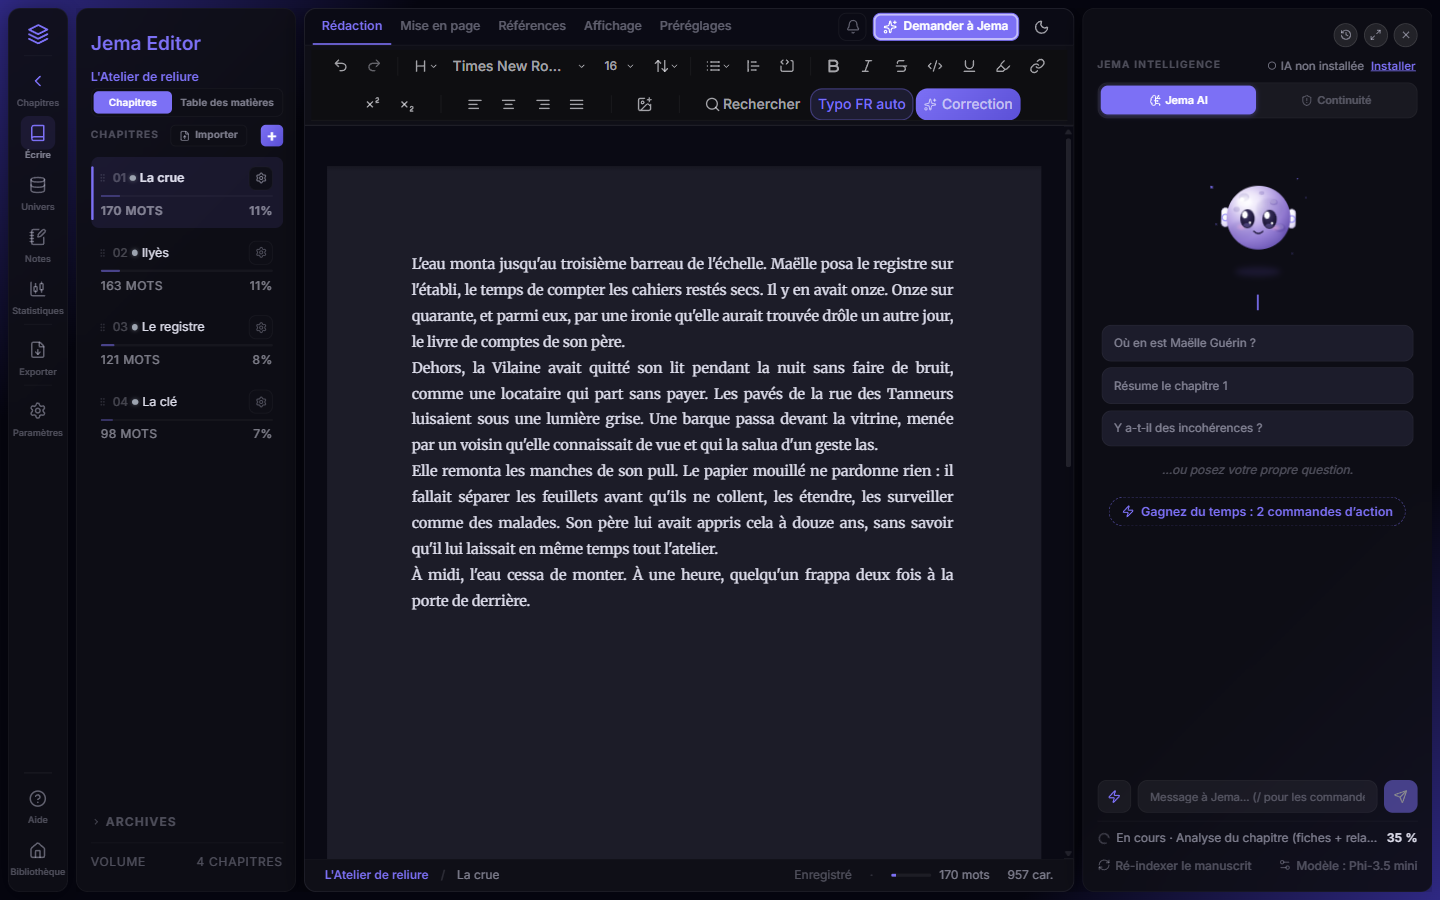 Chapitres
Écrire
Univers
Notes
Statistiques
Exporter
Paramètres
Aide
Bibliothèque
Jema Editor
L'Atelier de reliure
Chapitres
Table des matières
CHAPITRES
Importer
+
01 La crue
170 MOTS 11%
02 Ilyès
163 MOTS 11%
03 Le registre
121 MOTS 8%
04 La clé
98 MOTS 7%
ARCHIVES
VOLUME 4 CHAPITRES
Rédaction Mise en page Références Affichage Préréglages
Demander à Jema
H Times New Ro... 16 B I S U
x² x₂ Rechercher Typo FR auto Correction
L'eau monta jusqu'au troisième barreau de l'échelle. Maëlle posa le registre sur
l'établi, le temps de compter les cahiers restés secs. Il y en avait onze. Onze sur
quarante, et parmi eux, par une ironie qu'elle aurait trouvée drôle un autre jour,
le livre de comptes de son père.
Dehors, la Vilaine avait quitté son lit pendant la nuit sans faire de bruit,
comme une locataire qui part sans payer. Les pavés de la rue des Tanneurs
luisaient sous une lumière grise. Une barque passa devant la vitrine, menée
par un voisin qu'elle connaissait de vue et qui la salua d'un geste las.
Elle remonta les manches de son pull. Le papier mouillé ne pardonne rien : il
fallait séparer les feuillets avant qu'ils ne collent, les étendre, les surveiller
comme des malades. Son père lui avait appris cela à douze ans, sans savoir
qu'il lui laissait en même temps tout l'atelier.
À midi, l'eau cessa de monter. À une heure, quelqu'un frappa deux fois à la
porte de derrière.
L'Atelier de reliure / La crue
Enregistré · 170 mots 957 car.
JEMA INTELLIGENCE
IA non installée Installer
Jema AI
Continuité
Où en est Maëlle Guérin ?
Résume le chapitre 1
Y a-t-il des incohérences ?
...ou posez votre propre question.
Gagnez du temps : 2 commandes d'action
Message à Jema... (/ pour les commande
En cours · Analyse du chapitre (fiches + rela... 35 %
Ré-indexer le manuscrit
Modèle : Phi-3.5 mini